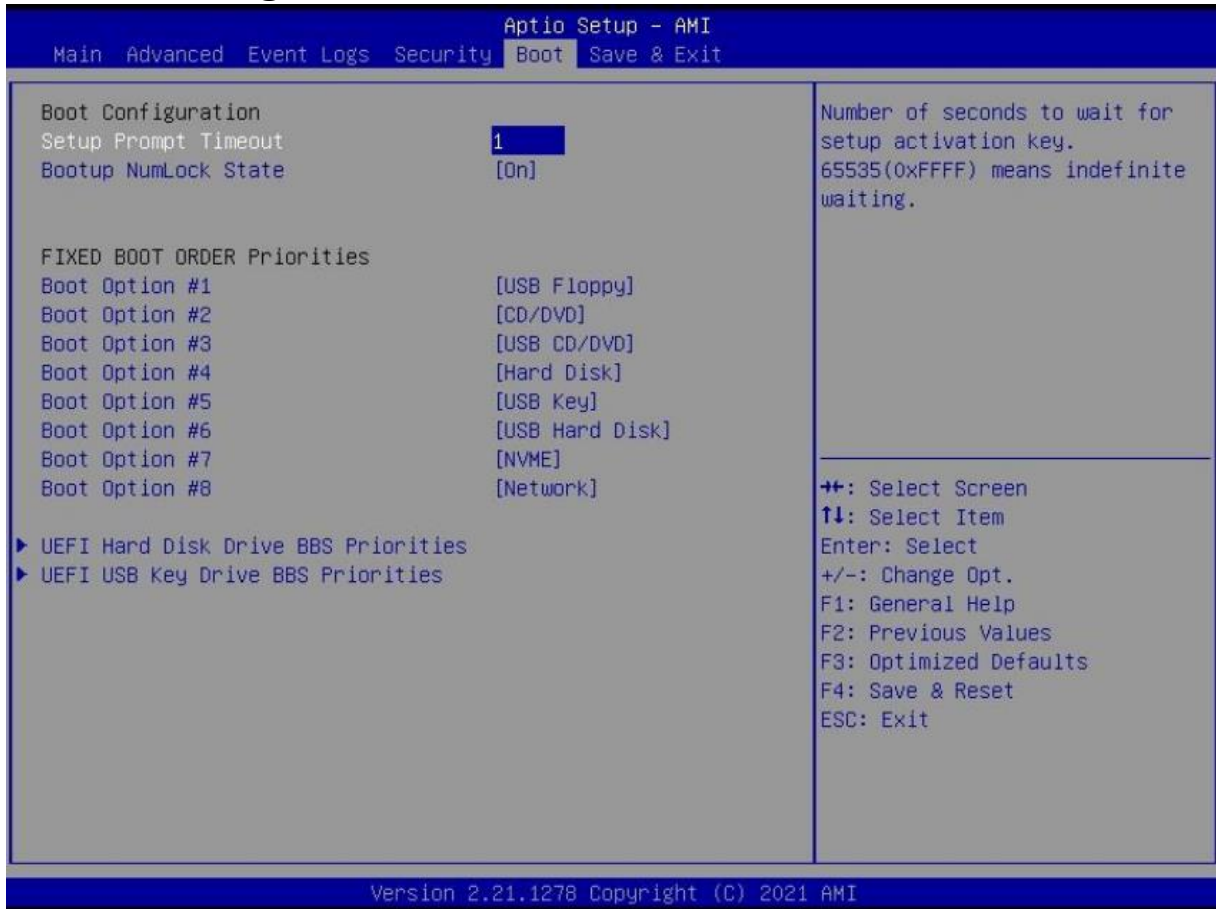 Aptio Setup – AMI
Main Advanced Event Logs Security Boot Save & Exit
Boot Configuration
Setup Prompt Timeout 1
Bootup NumLock State [On]
FIXED BOOT ORDER Priorities
Boot Option #1 [USB Floppy]
Boot Option #2 [CD/DVD]
Boot Option #3 [USB CD/DVD]
Boot Option #4 [Hard Disk]
Boot Option #5 [USB Key]
Boot Option #6 [USB Hard Disk]
Boot Option #7 [NVME]
Boot Option #8 [Network]
▶ UEFI Hard Disk Drive BBS Priorities
▶ UEFI USB Key Drive BBS Priorities
Number of seconds to wait for
setup activation key.
65535(0xFFFF) means indefinite
waiting.
→←: Select Screen
↑↓: Select Item
Enter: Select
+/-: Change Opt.
F1: General Help
F2: Previous Values
F3: Optimized Defaults
F4: Save & Reset
ESC: Exit
Version 2.21.1278 Copyright (C) 2021 AMI